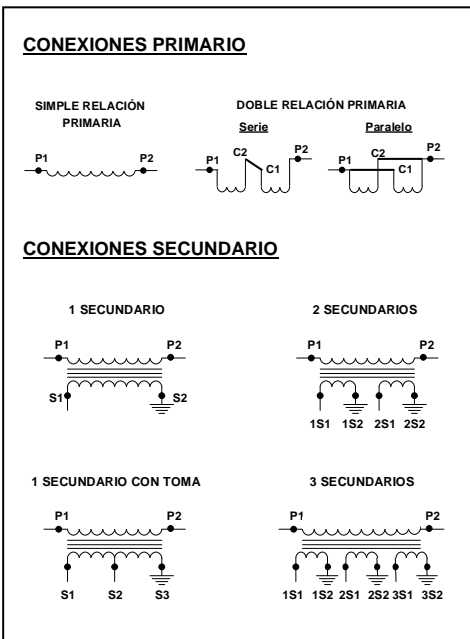 CONEXIONES PRIMARIO
SIMPLE RELACIÓN
PRIMARIA
P1 P2
DOBLE RELACIÓN PRIMARIA
Serie Paralelo
P1 C2 C1 P2
P1 C2 C1 P2
CONEXIONES SECUNDARIO
1 SECUNDARIO
P1 P2
S1 S2
2 SECUNDARIOS
P1 P2
1S1 1S2 2S1 2S2
1 SECUNDARIO CON TOMA
P1 P2
S1 S2 S3
3 SECUNDARIOS
P1 P2
1S1 1S2 2S1 2S2 3S1 3S2